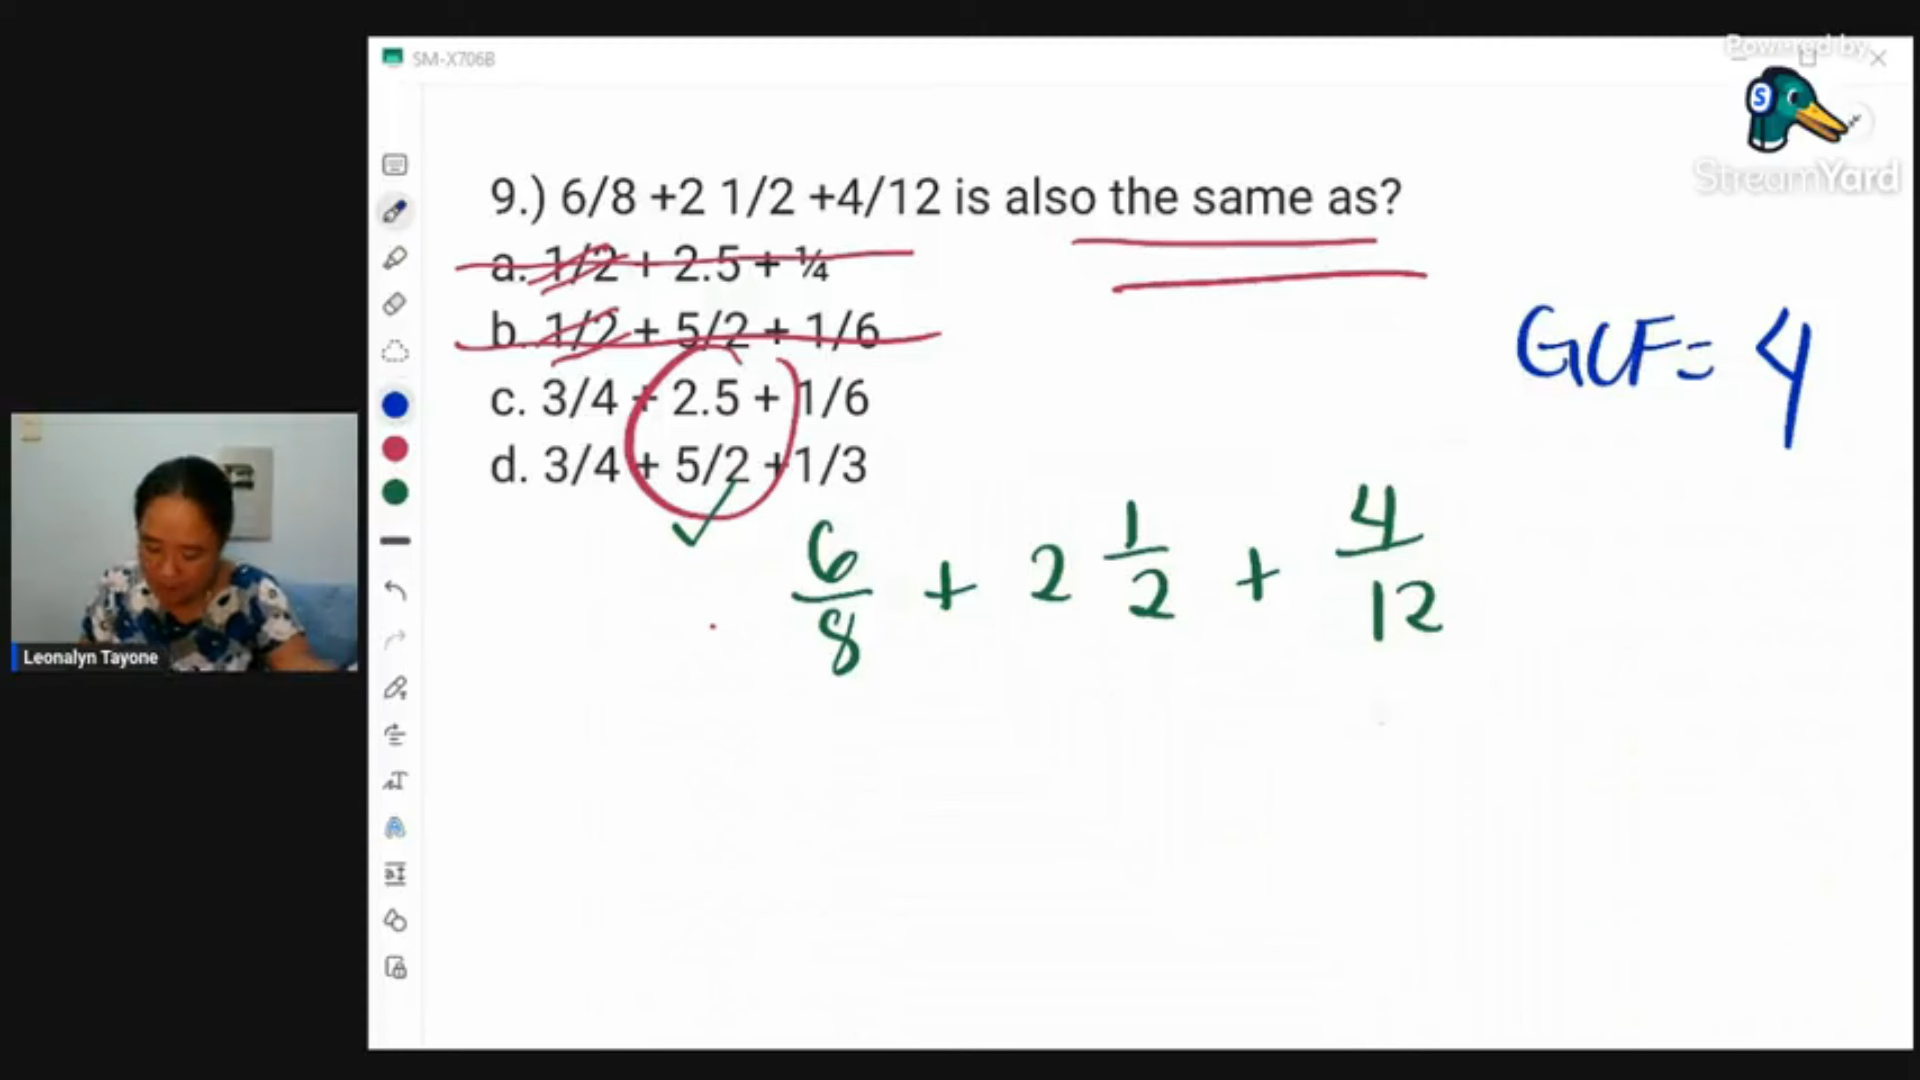 SM-X706B
Powered by
StreamYard
9.) 6/8 +2 1/2 +4/12 is also the same as?
a. 1/2 + 2.5 + ¼
b. 1/2 + 5/2 + 1/6
c. 3/4 + 2.5 + 1/6
d. 3/4 + 5/2 +1/3
GCF = 4
6/8 + 2 1/2 + 4/12
Leonalyn Tayone